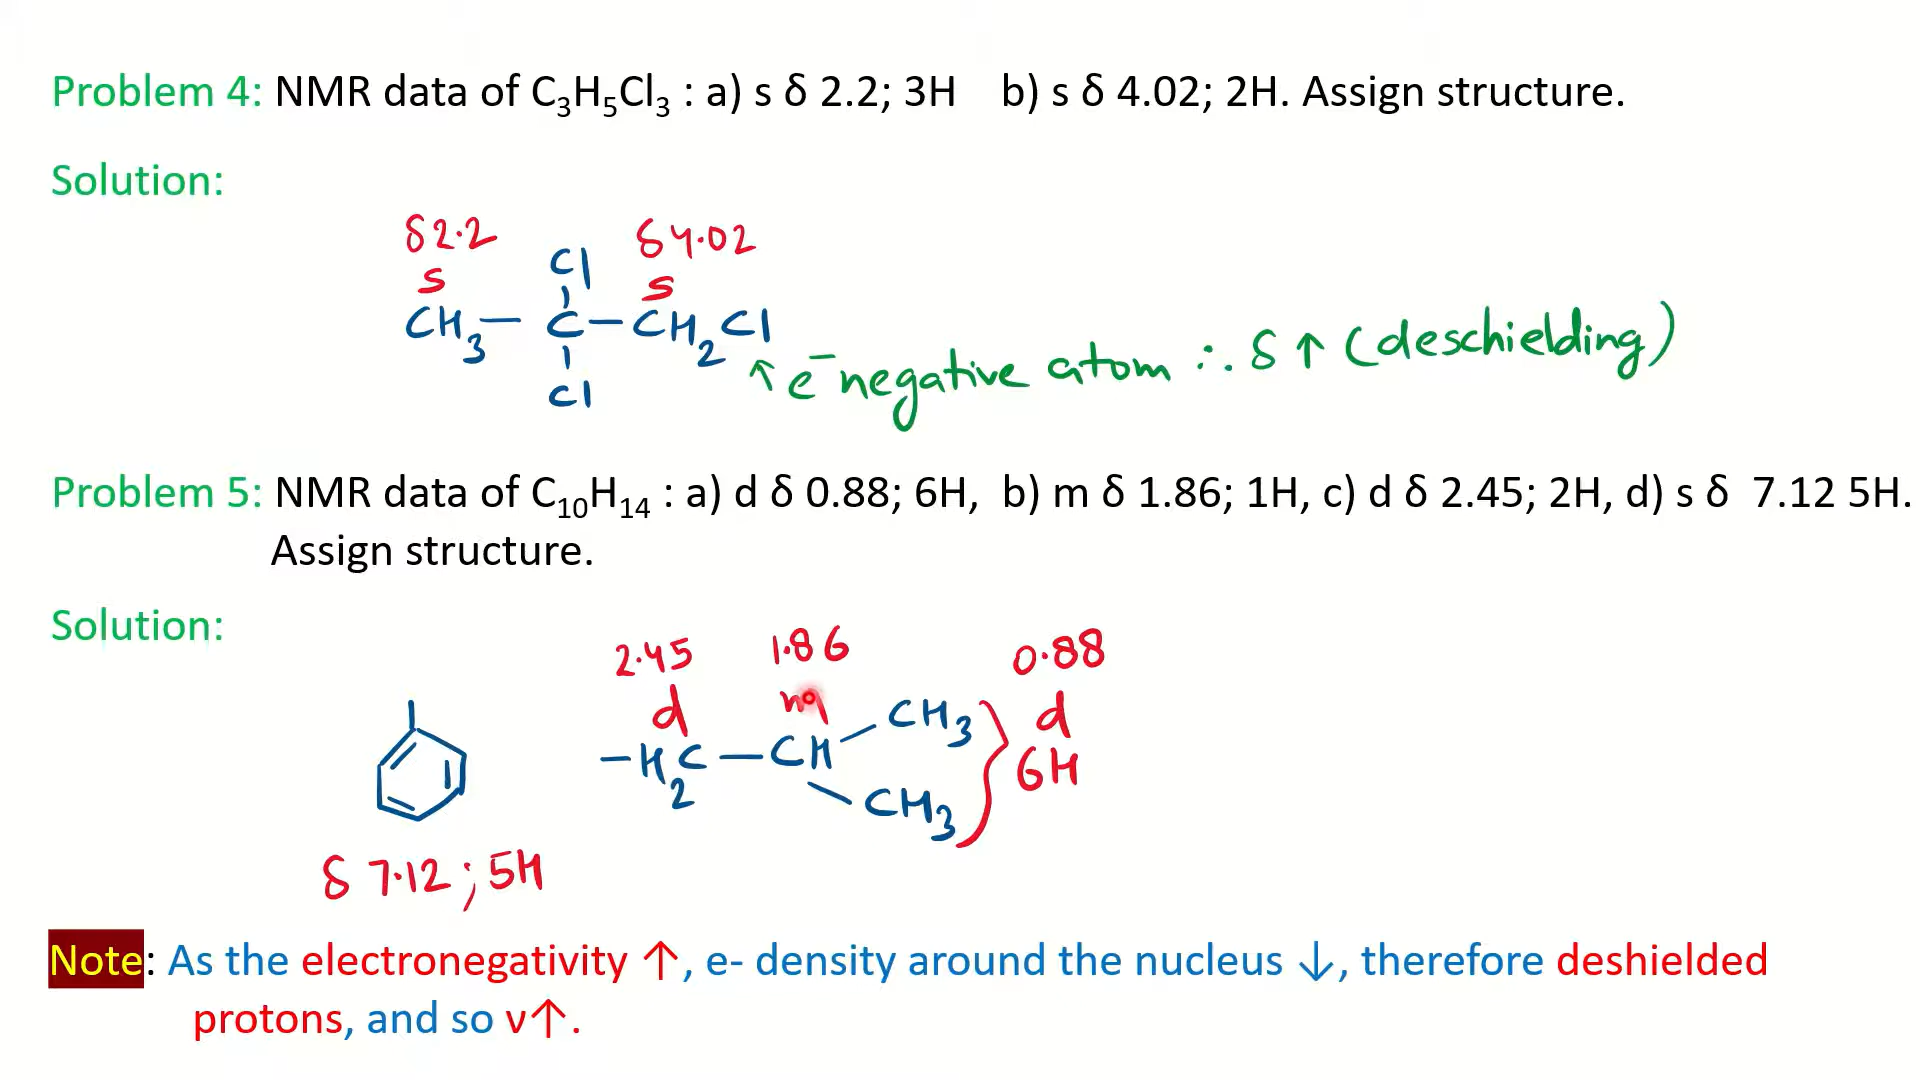 Problem 4: NMR data of C₃H₅Cl₃ : a) s δ 2.2; 3H b) s δ 4.02; 2H. Assign structure.
Solution:
δ2.2 δ4.02
s Cl s
CH₃ — C — CH₂Cl
Cl
↑ e⁻negative atom ∴ δ ↑ (deschielding)
Problem 5: NMR data of C₁₀H₁₄ : a) d δ 0.88; 6H, b) m δ 1.86; 1H, c) d δ 2.45; 2H, d) s δ 7.12 5H.
Assign structure.
Solution:
2.45 1.86 0.88
d m d
CH₃
—H₂C — CH 6H
CH₃
δ 7.12 ; 5H
Note: As the electronegativity ↑, e- density around the nucleus ↓, therefore deshielded
protons, and so ν↑.